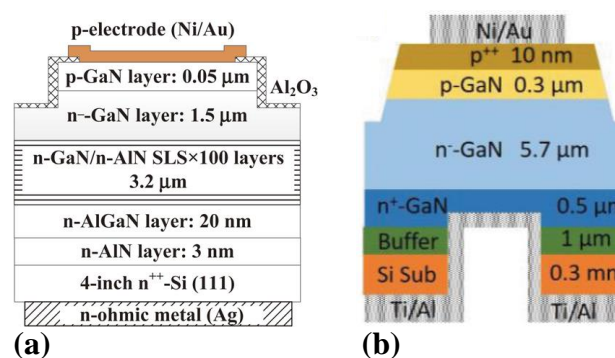 p-electrode (Ni/Au)
p-GaN layer: 0.05 μm
Al₂O₃
n⁻-GaN layer: 1.5 μm
n-GaN/n-AlN SLS×100 layers
3.2 μm
n-AlGaN layer: 20 nm
n-AlN layer: 3 nm
4-inch n⁺⁺-Si (111)
n-ohmic metal (Ag)
(a)
Ni/Au
p⁺⁺ 10 nm
p-GaN 0.3 μm
n⁻-GaN 5.7 μm
n⁺-GaN 0.5 μm
Buffer 1 μm
Si Sub 0.3 mm
Ti/Al Ti/Al
(b)